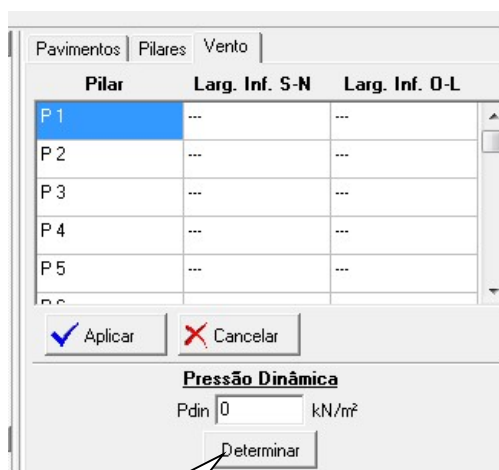 Pavimentos Pilares Vento
Pilar Larg. Inf. S-N Larg. Inf. O-L
P 1 --- ---
P 2 --- ---
P 3 --- ---
P 4 --- ---
P 5 --- ---
Aplicar Cancelar
Pressão Dinâmica
Pdin 0 kN/m²
Determinar